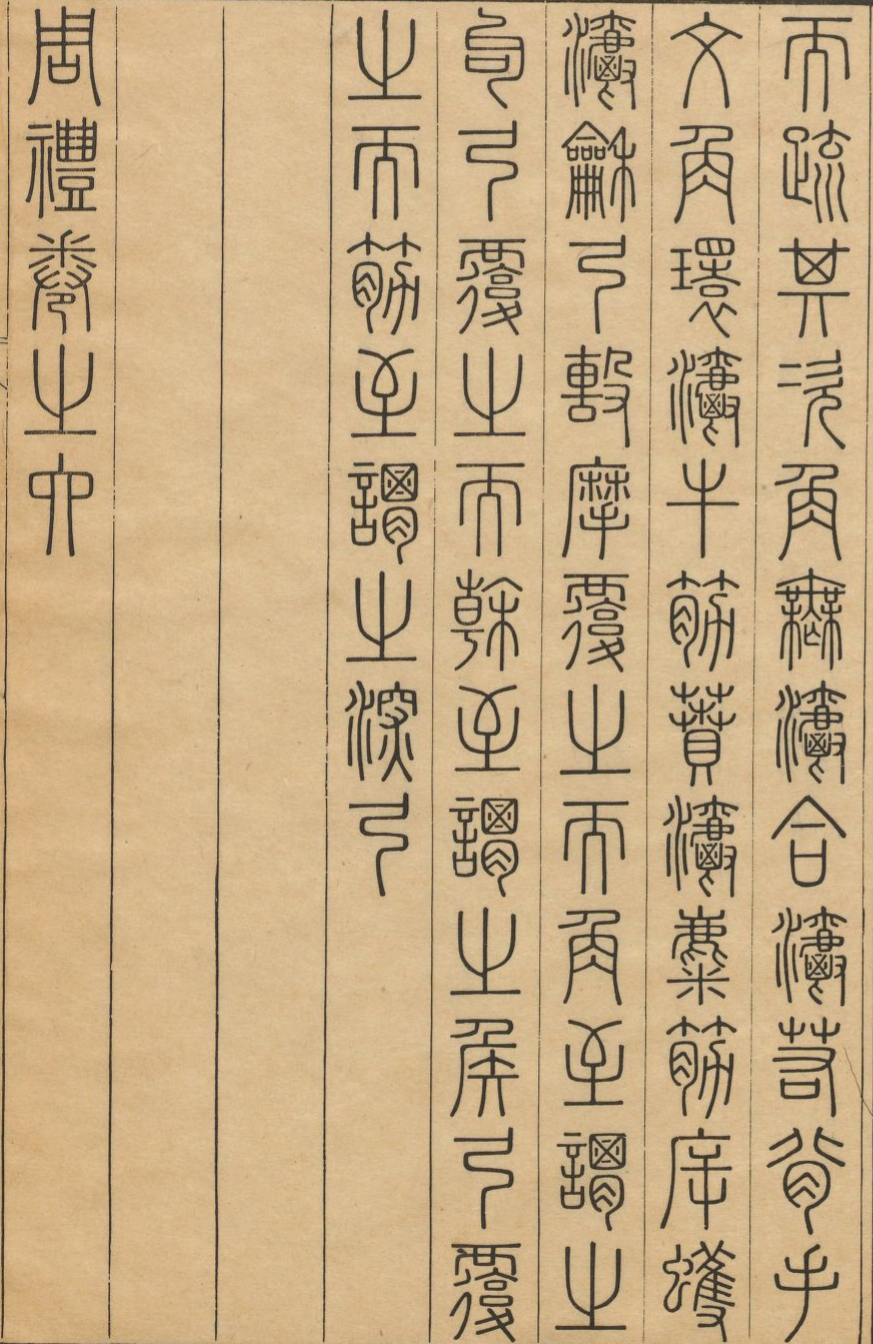 而疏其次角無灂合灂若背手
文角環灂牛筋蕡灂麋筋斥蠖
灂龢弓毄摩覆之而角至謂之
句弓覆之而榦至謂之侯弓覆
之而筋至謂之深弓
周禮卷之六